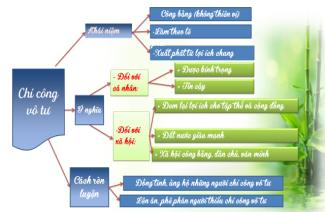 Chí công
vô tư
Khái niệm
Công bằng (không thiên vị)
-Làm theo lẽ
-Xuất phát từ lợi ích chung
Ý nghĩa
- Đối với
cá nhân:
- Được kính trọng
- Tin cậy
-Đối với
xã hội:
- Đem lại lợi ích cho tập thể và cộng đồng
- Đất nước giàu mạnh
- Xã hội công bằng, dân chủ, văn minh
Cách rèn
luyện
Đồng tình, ủng hộ những người chí công vô tư
Lên án, phê phán người thiếu chí công vô tư